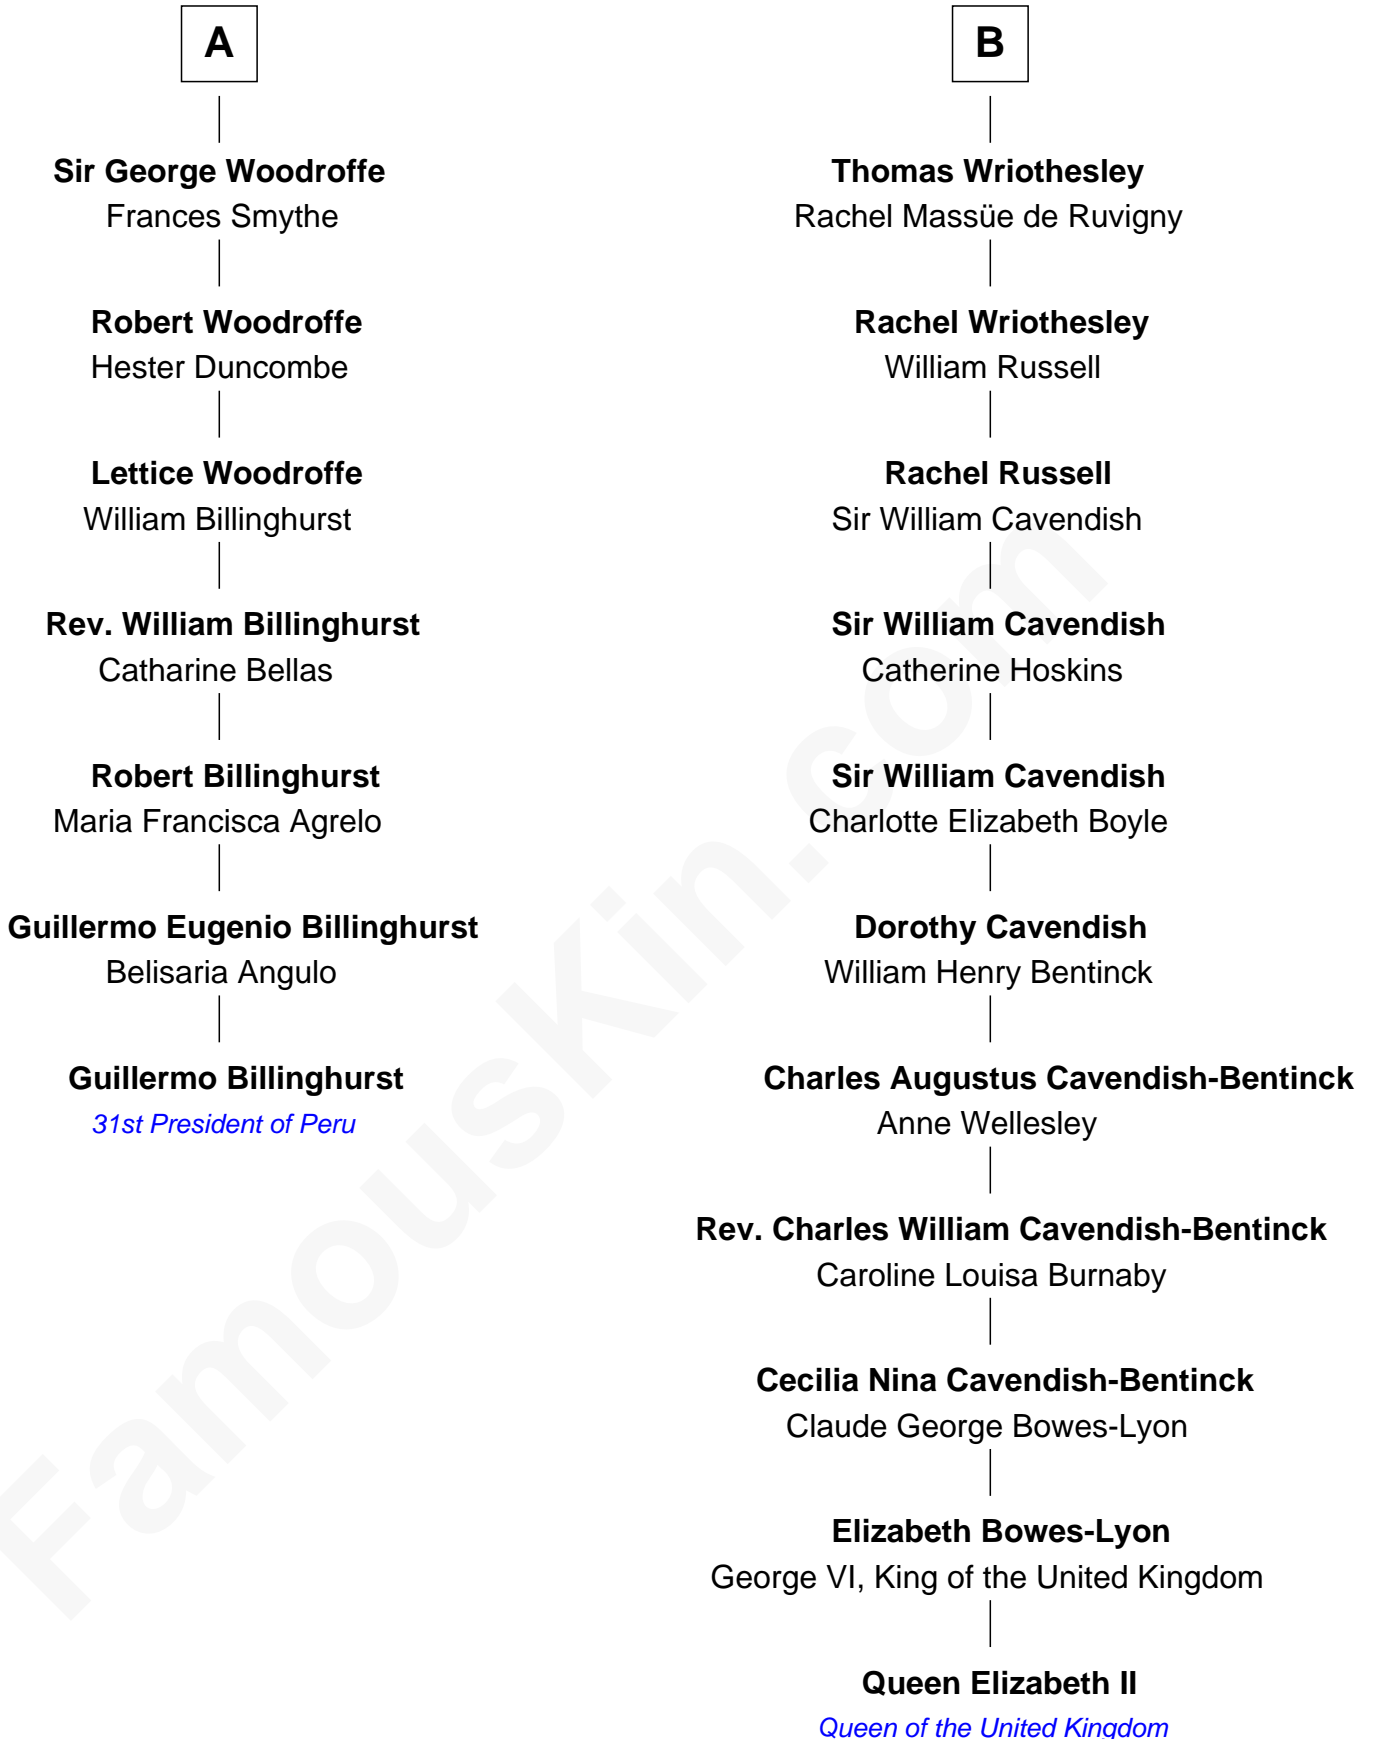 A
Sir George Woodroffe
Frances Smythe
Robert Woodroffe
Hester Duncombe
Lettice Woodroffe
William Billinghurst
Rev. William Billinghurst
Catharine Bellas
Robert Billinghurst
Maria Francisca Agrelo
Guillermo Eugenio Billinghurst
Belisaria Angulo
Guillermo Billinghurst
31st President of Peru
B
Thomas Wriothesley
Rachel Massüe de Ruvigny
Rachel Wriothesley
William Russell
Rachel Russell
Sir William Cavendish
Sir William Cavendish
Catherine Hoskins
Sir William Cavendish
Charlotte Elizabeth Boyle
Dorothy Cavendish
William Henry Bentinck
Charles Augustus Cavendish-Bentinck
Anne Wellesley
Rev. Charles William Cavendish-Bentinck
Caroline Louisa Burnaby
Cecilia Nina Cavendish-Bentinck
Claude George Bowes-Lyon
Elizabeth Bowes-Lyon
George VI, King of the United Kingdom
Queen Elizabeth II
Queen of the United Kingdom
FamousKin.com